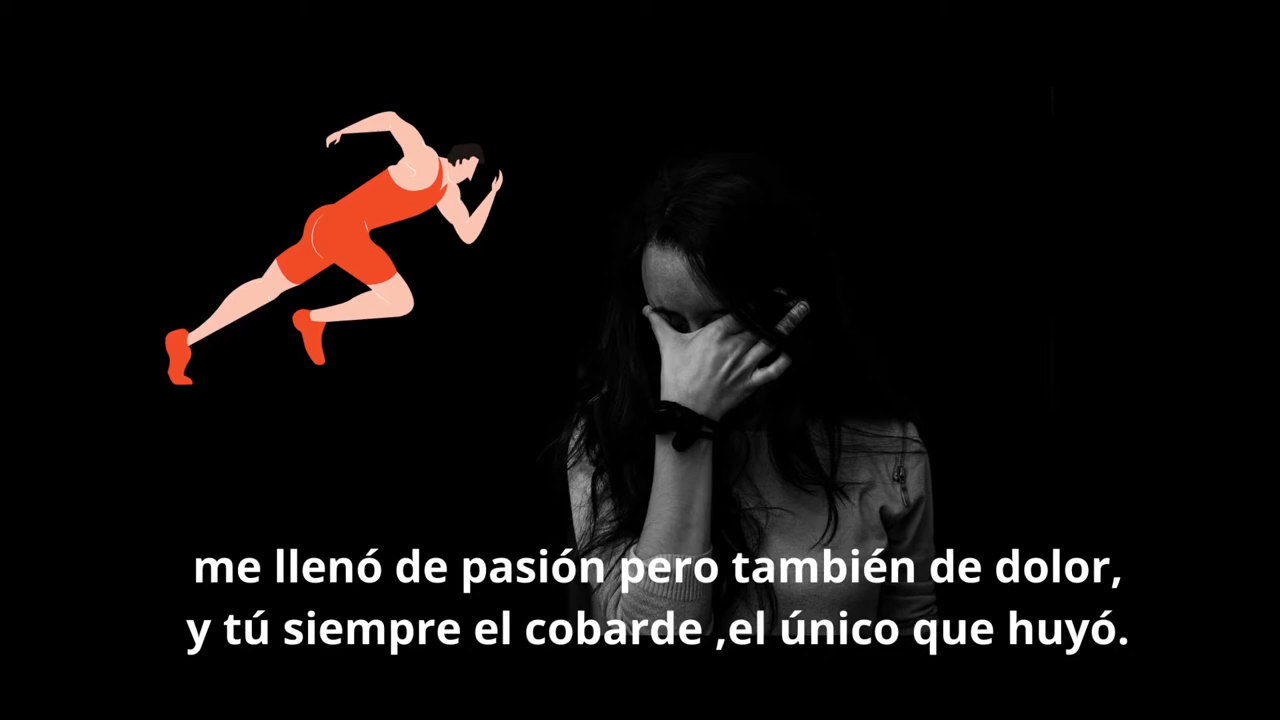 me llenó de pasión pero también de dolor,
y tú siempre el cobarde ,el único que huyó.